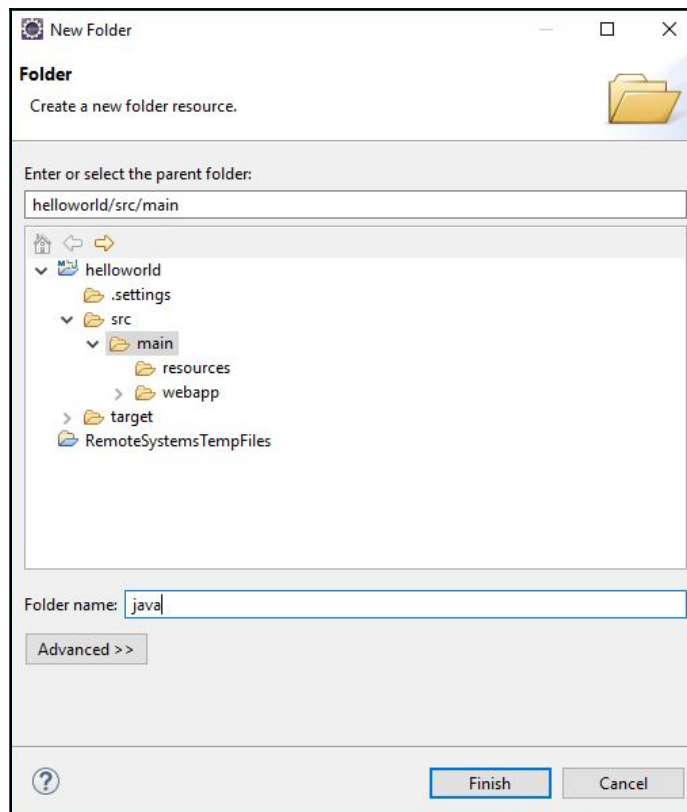 New Folder
Folder
Create a new folder resource.
Enter or select the parent folder:
helloworld/src/main
helloworld
.settings
src
main
resources
webapp
target
RemoteSystemsTempFiles
Folder name: java
Advanced >>
Finish Cancel